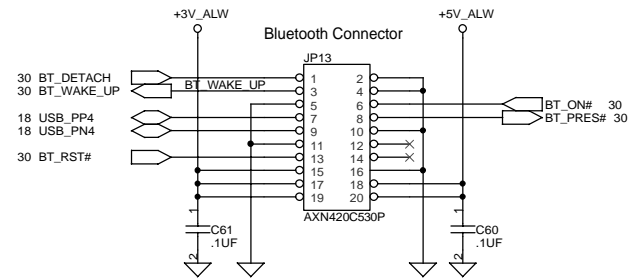 +3V_ALW
+5V_ALW
Bluetooth Connector
JP13
30 BT_DETACH
BT_WAKE_UP
30 BT_WAKE_UP
18 USB_PP4
18 USB_PN4
30 BT_RST#
1 2
3 4
5 6
7 8
9 10
11 12
13 14
15 16
17 18
19 20
BT_ON# 30
BT_PRES# 30
AXN420C530P
1
C61
.1UF
2
1
C60
.1UF
2